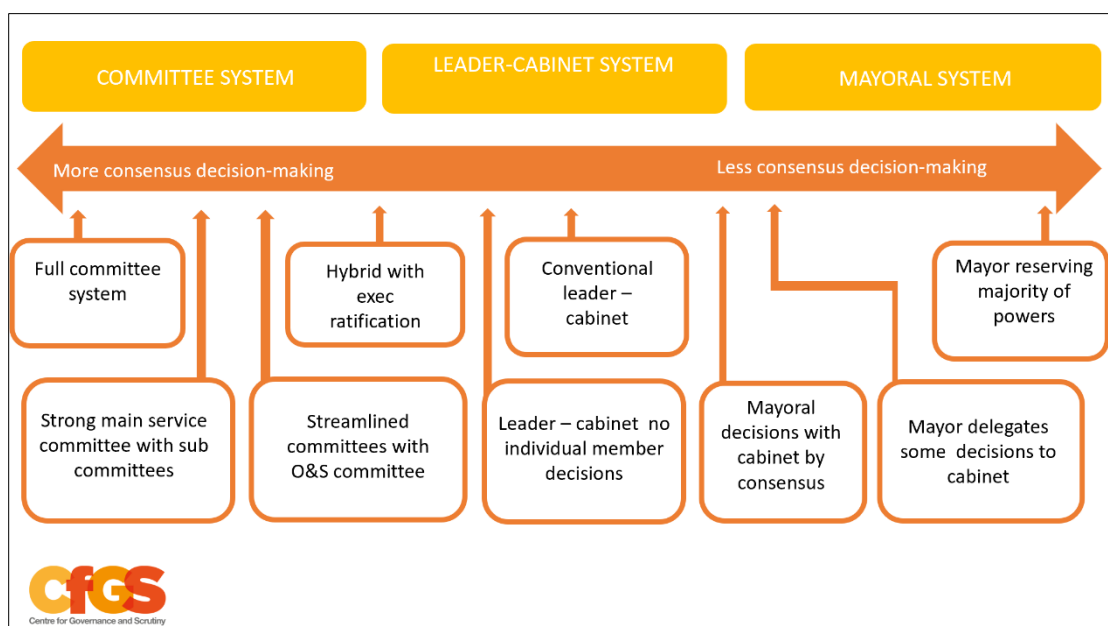 COMMITTEE SYSTEM
LEADER-CABINET SYSTEM
MAYORAL SYSTEM
More consensus decision-making
Less consensus decision-making
Full committee
system
Hybrid with
exec
ratification
Conventional
leader –
cabinet
Mayor reserving
majority of
powers
Strong main service
committee with sub
committees
Streamlined
committees with
O&S committee
Leader – cabinet no
individual member
decisions
Mayoral
decisions with
cabinet by
consensus
Mayor delegates
some decisions to
cabinet
CfGS
Centre for Governance and Scrutiny